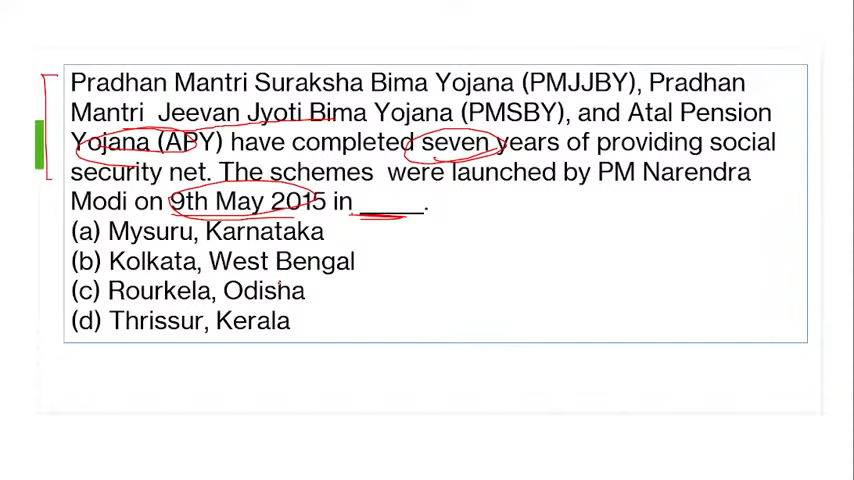 Pradhan Mantri Suraksha Bima Yojana (PMJJBY), Pradhan
Mantri Jeevan Jyoti Bima Yojana (PMSBY), and Atal Pension
Yojana (APY) have completed seven years of providing social
security net. The schemes were launched by PM Narendra
Modi on 9th May 2015 in _____.
(a) Mysuru, Karnataka
(b) Kolkata, West Bengal
(c) Rourkela, Odisha
(d) Thrissur, Kerala